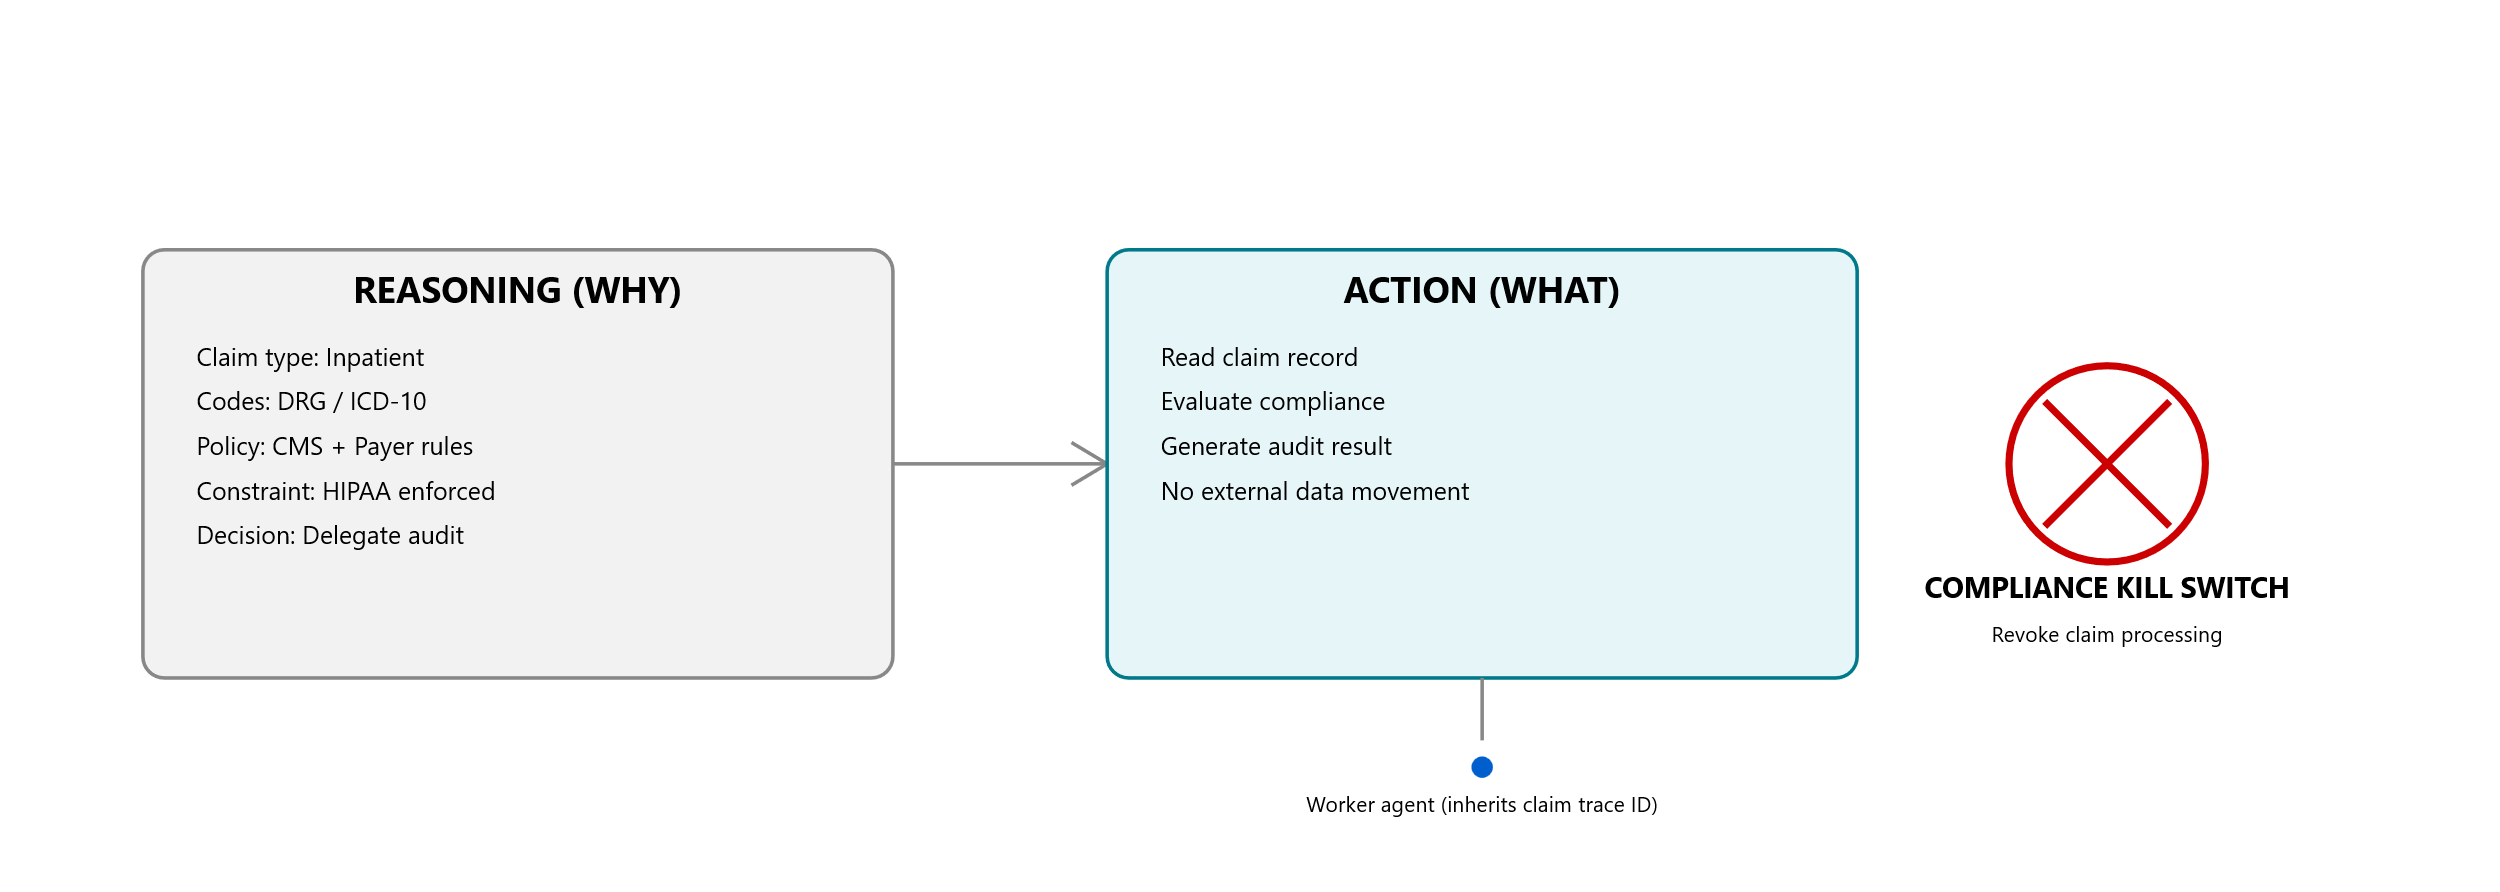 REASONING (WHY)
Claim type: Inpatient
Codes: DRG / ICD-10
Policy: CMS + Payer rules
Constraint: HIPAA enforced
Decision: Delegate audit
ACTION (WHAT)
Read claim record
Evaluate compliance
Generate audit result
No external data movement
COMPLIANCE KILL SWITCH
Revoke claim processing
Worker agent (inherits claim trace ID)